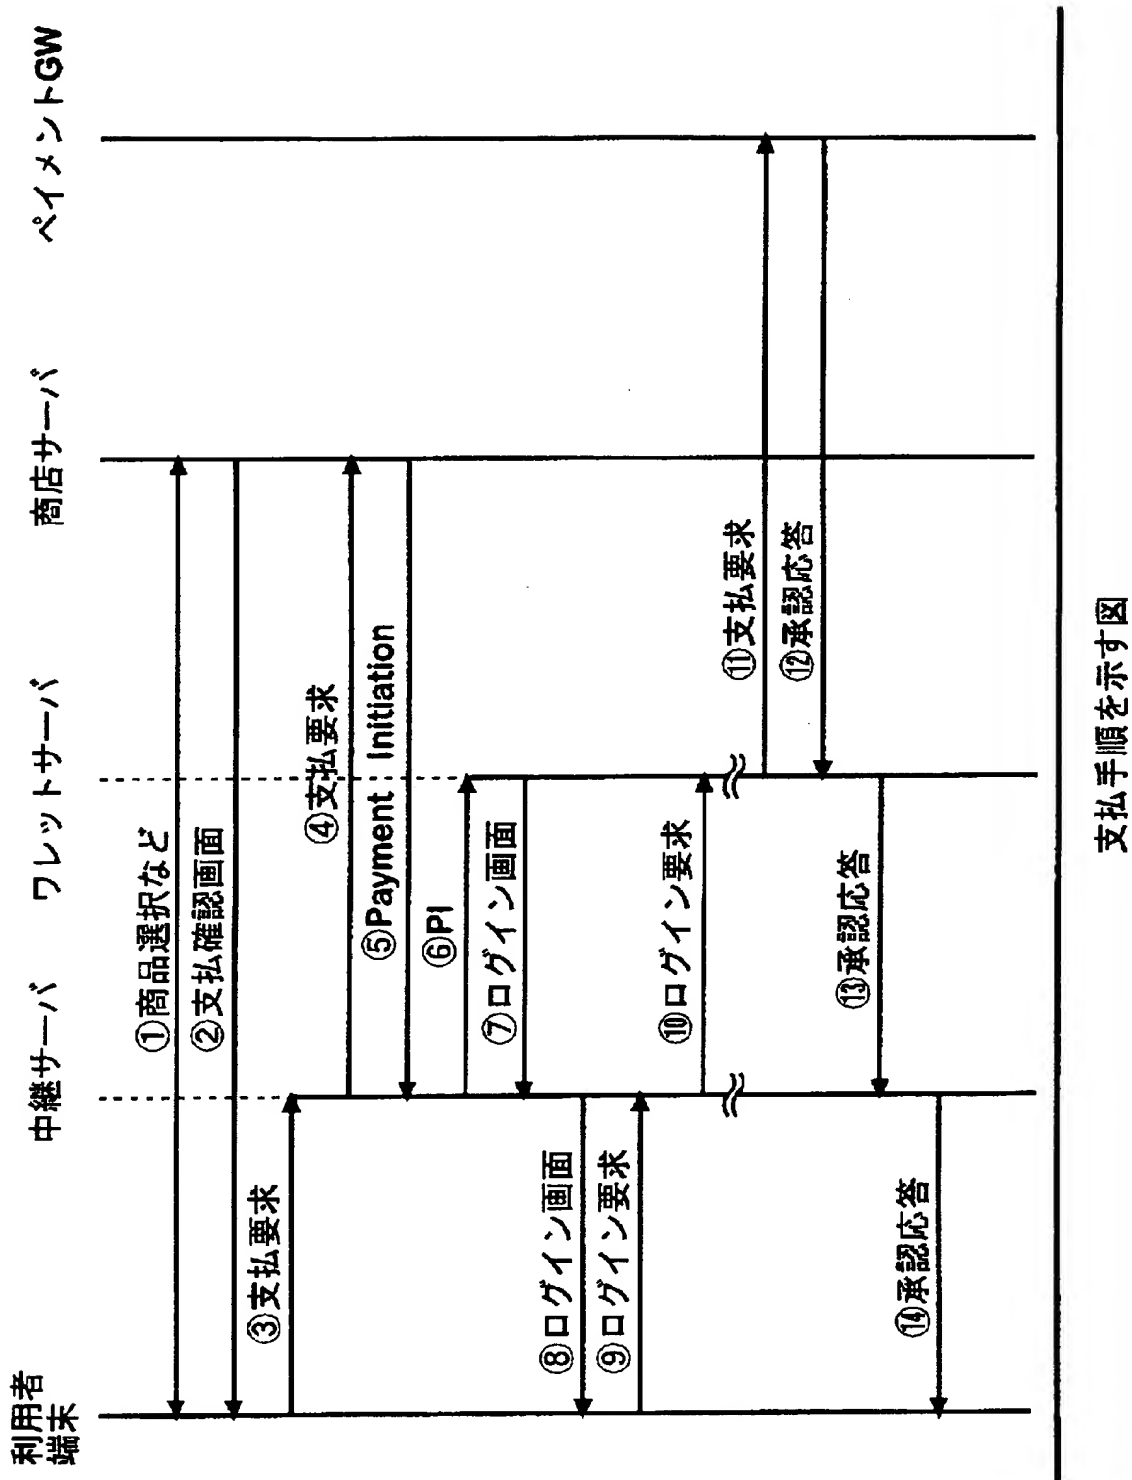 利用者
端末
中継サーバ
ワレットサーバ
商店サーバ
ペイメントGW
①商品選択など
②支払確認画面
③支払要求
④支払要求
⑤Payment Initiation
⑥PI
⑦ログイン画面
⑧ログイン画面
⑨ログイン要求
⑩ログイン要求
⑪支払要求
⑫承認応答
⑬承認応答
⑭承認応答
支払手順を示す図